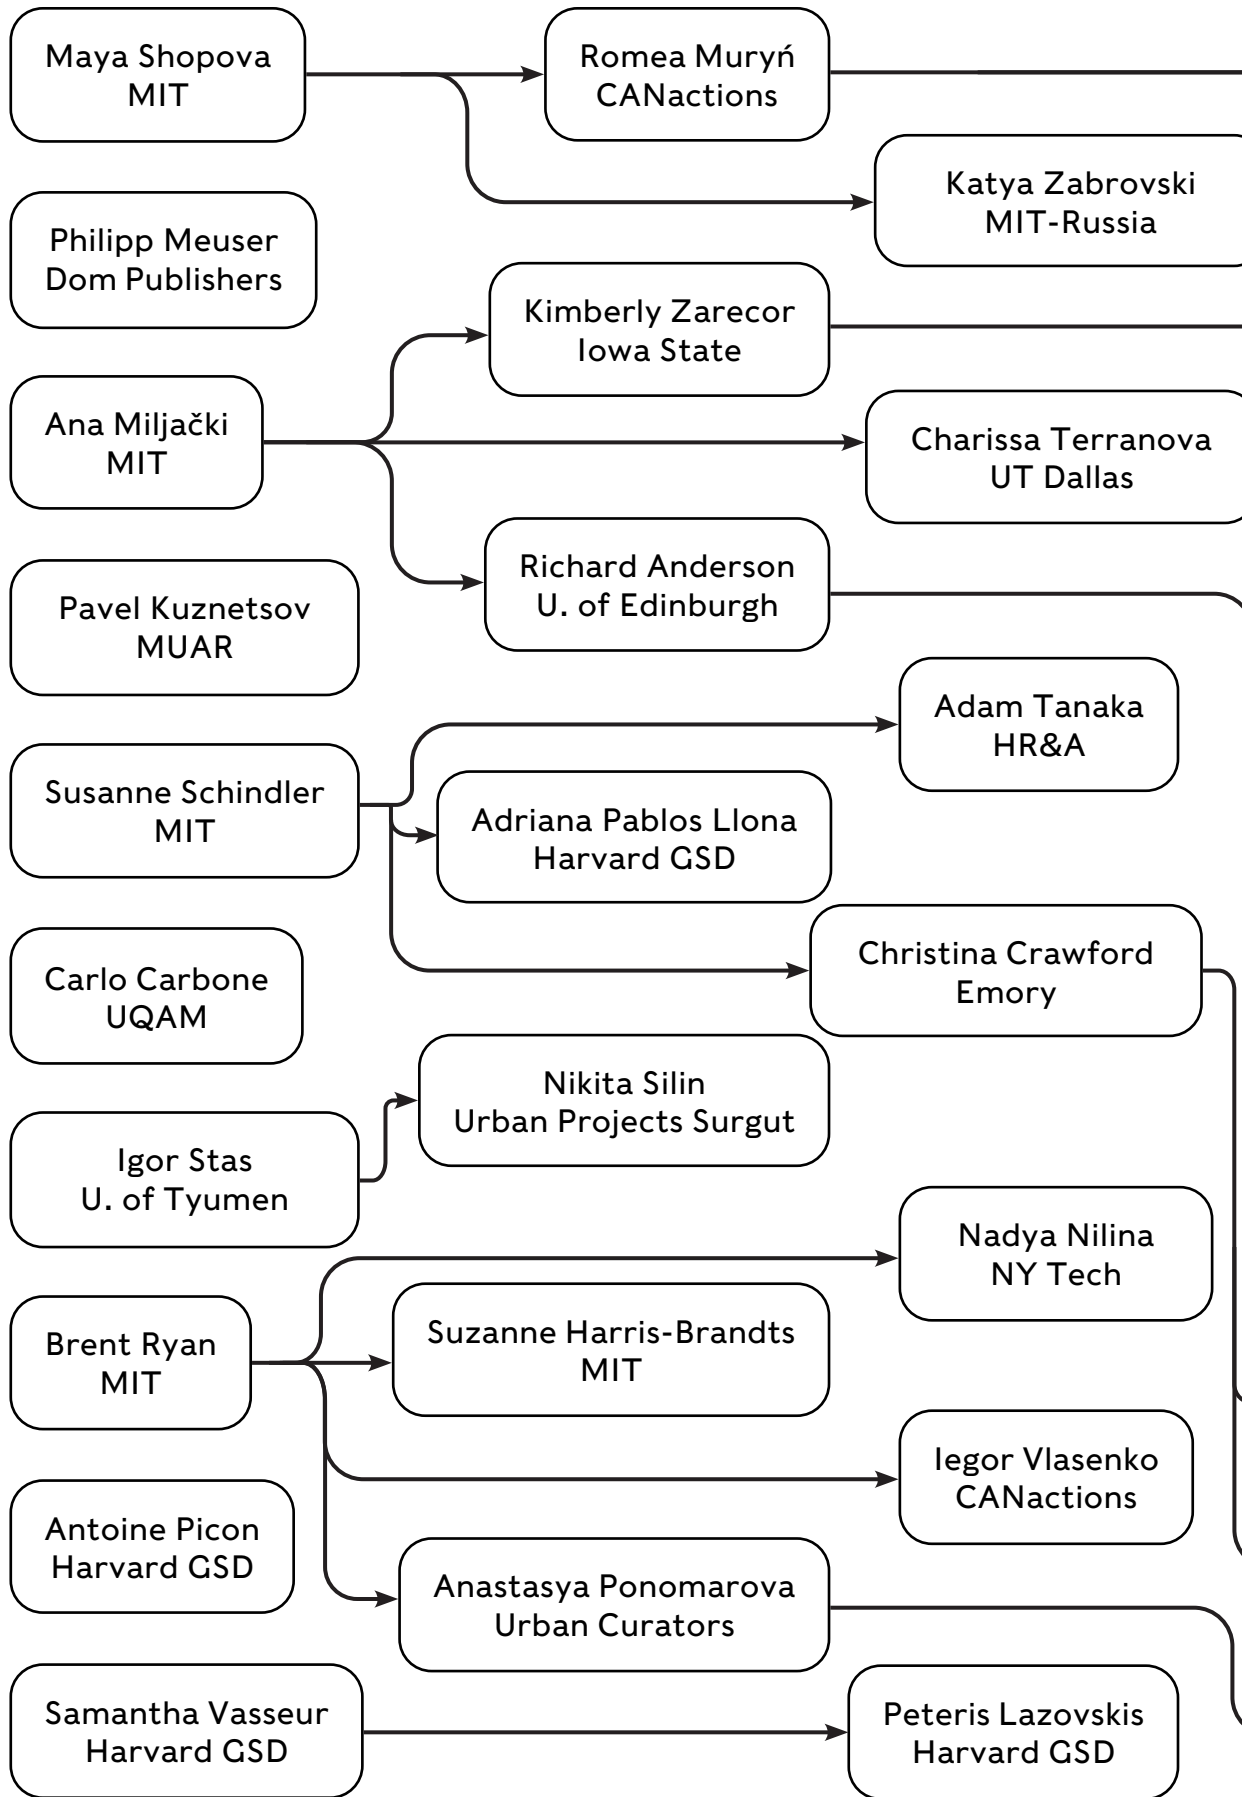 Maya Shopova
MIT
Romea Muryń
CANactions
Katya Zabrovski
MIT-Russia
Philipp Meuser
Dom Publishers
Kimberly Zarecor
Iowa State
Ana Miljački
MIT
Charissa Terranova
UT Dallas
Richard Anderson
U. of Edinburgh
Pavel Kuznetsov
MUAR
Adam Tanaka
HR&A
Susanne Schindler
MIT
Adriana Pablos Llona
Harvard GSD
Christina Crawford
Emory
Carlo Carbone
UQAM
Nikita Silin
Urban Projects Surgut
Igor Stas
U. of Tyumen
Nadya Nilina
NY Tech
Brent Ryan
MIT
Suzanne Harris-Brandts
MIT
Iegor Vlasenko
CANactions
Antoine Picon
Harvard GSD
Anastasya Ponomarova
Urban Curators
Samantha Vasseur
Harvard GSD
Peteris Lazovskis
Harvard GSD